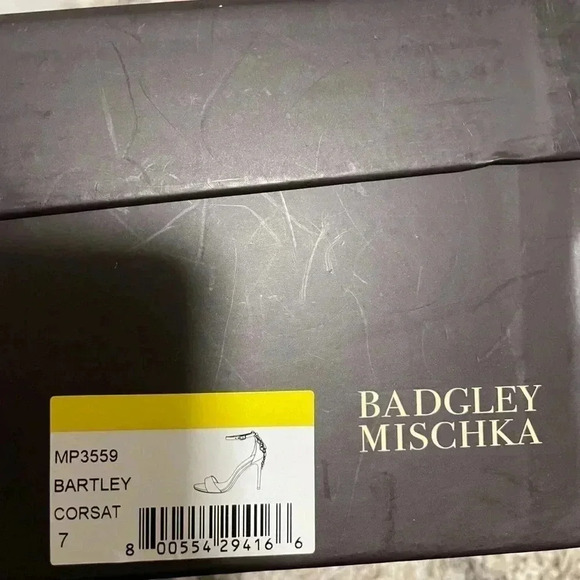 BADGLEY
MISCHKA
MP3559
BARTLEY
CORSAT
7
8 00554 29416 6